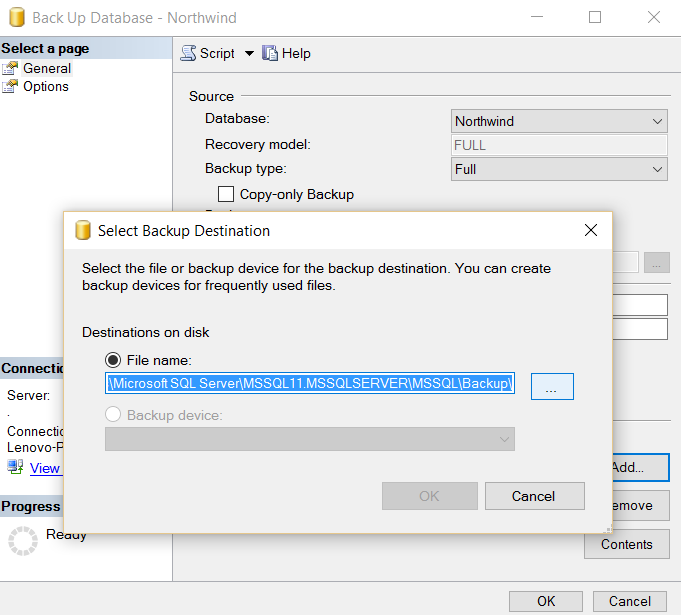 Back Up Database - Northwind
Select a page
General
Options
Script
Help
Source
Database:
Northwind
Recovery model:
FULL
Backup type:
Full
Copy-only Backup
Select Backup Destination
Select the file or backup device for the backup destination. You can create
backup devices for frequently used files.
Destinations on disk
File name:
\Microsoft SQL Server\MSSQL11.MSSQLSERVER\MSSQL\Backup\
...
Backup device:
OK
Cancel
...
Connectio
Server:
.
Connectio
Lenovo-P
View
Progress
Ready
Add...
emove
Contents
OK
Cancel